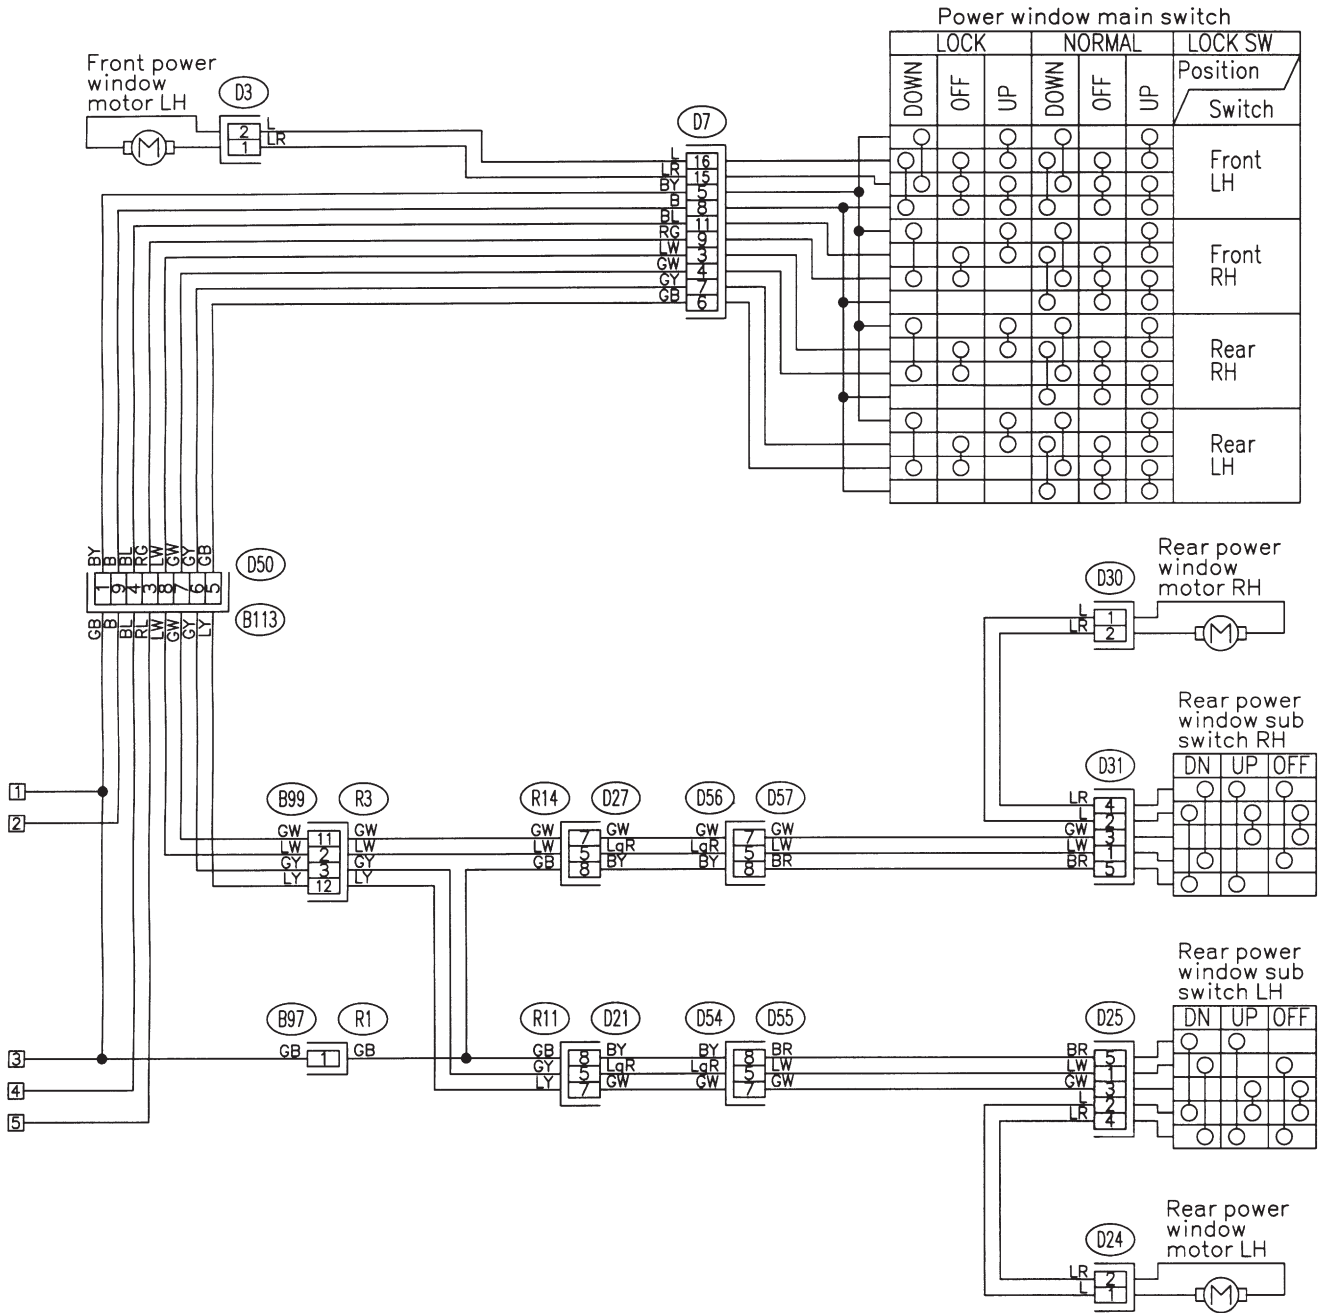 Power window main switch
LOCK NORMAL LOCK SW
DOWN OFF UP DOWN OFF UP
Position
Switch
Front
LH
Front
RH
Rear
RH
Rear
LH
Front power
window
motor LH
D3
2 L
1 LR
D7
L 16
LR 15
BY 5
B 8
BL 11
RG 9
LW 3
GW 4
GY 7
GB 6
BY B BL RG LW GW GY GB
1 9 4 3 8 7 6 5
D50
B113
GB B BL RL LW GW GY LY
Rear power
window
motor RH
D30
L 1
LR 2
Rear power
window sub
switch RH
DN UP OFF
D31
LR 4
L 2
GW 3
LW 1
BR 5
1
2
B99 R3 R14 D27 D56 D57
GW 11 GW GW 7 GW GW 7 GW
LW 2 LW LW 5 LgR LgR 5 LW
GY 3 GY GB 8 BY BY 8 BR
LY 12 LY
Rear power
window sub
switch LH
DN UP OFF
B97 R1 R11 D21 D54 D55 D25
3 GB 1 GB GB 8 BY BY 8 BR BR 5
GY 5 LgR LgR 5 LW LW 1
LY 7 GW GW 7 GW GW 3
L 2
LR 4
4
5
Rear power
window
motor LH
D24
LR 2
L 1
M
M
M